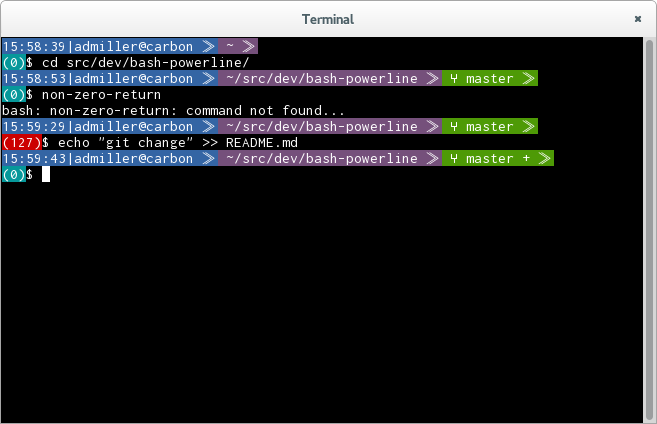 Terminal ×
15:58:39|admiller@carbon ≫ ~ ≫
(0)$ cd src/dev/bash-powerline/
15:58:53|admiller@carbon ≫ ~/src/dev/bash-powerline ≫ Ⴤ master ≫
(0)$ non-zero-return
bash: non-zero-return: command not found...
15:59:29|admiller@carbon ≫ ~/src/dev/bash-powerline ≫ Ⴤ master ≫
(127)$ echo "git change" >> README.md
15:59:43|admiller@carbon ≫ ~/src/dev/bash-powerline ≫ Ⴤ master + ≫
(0)$